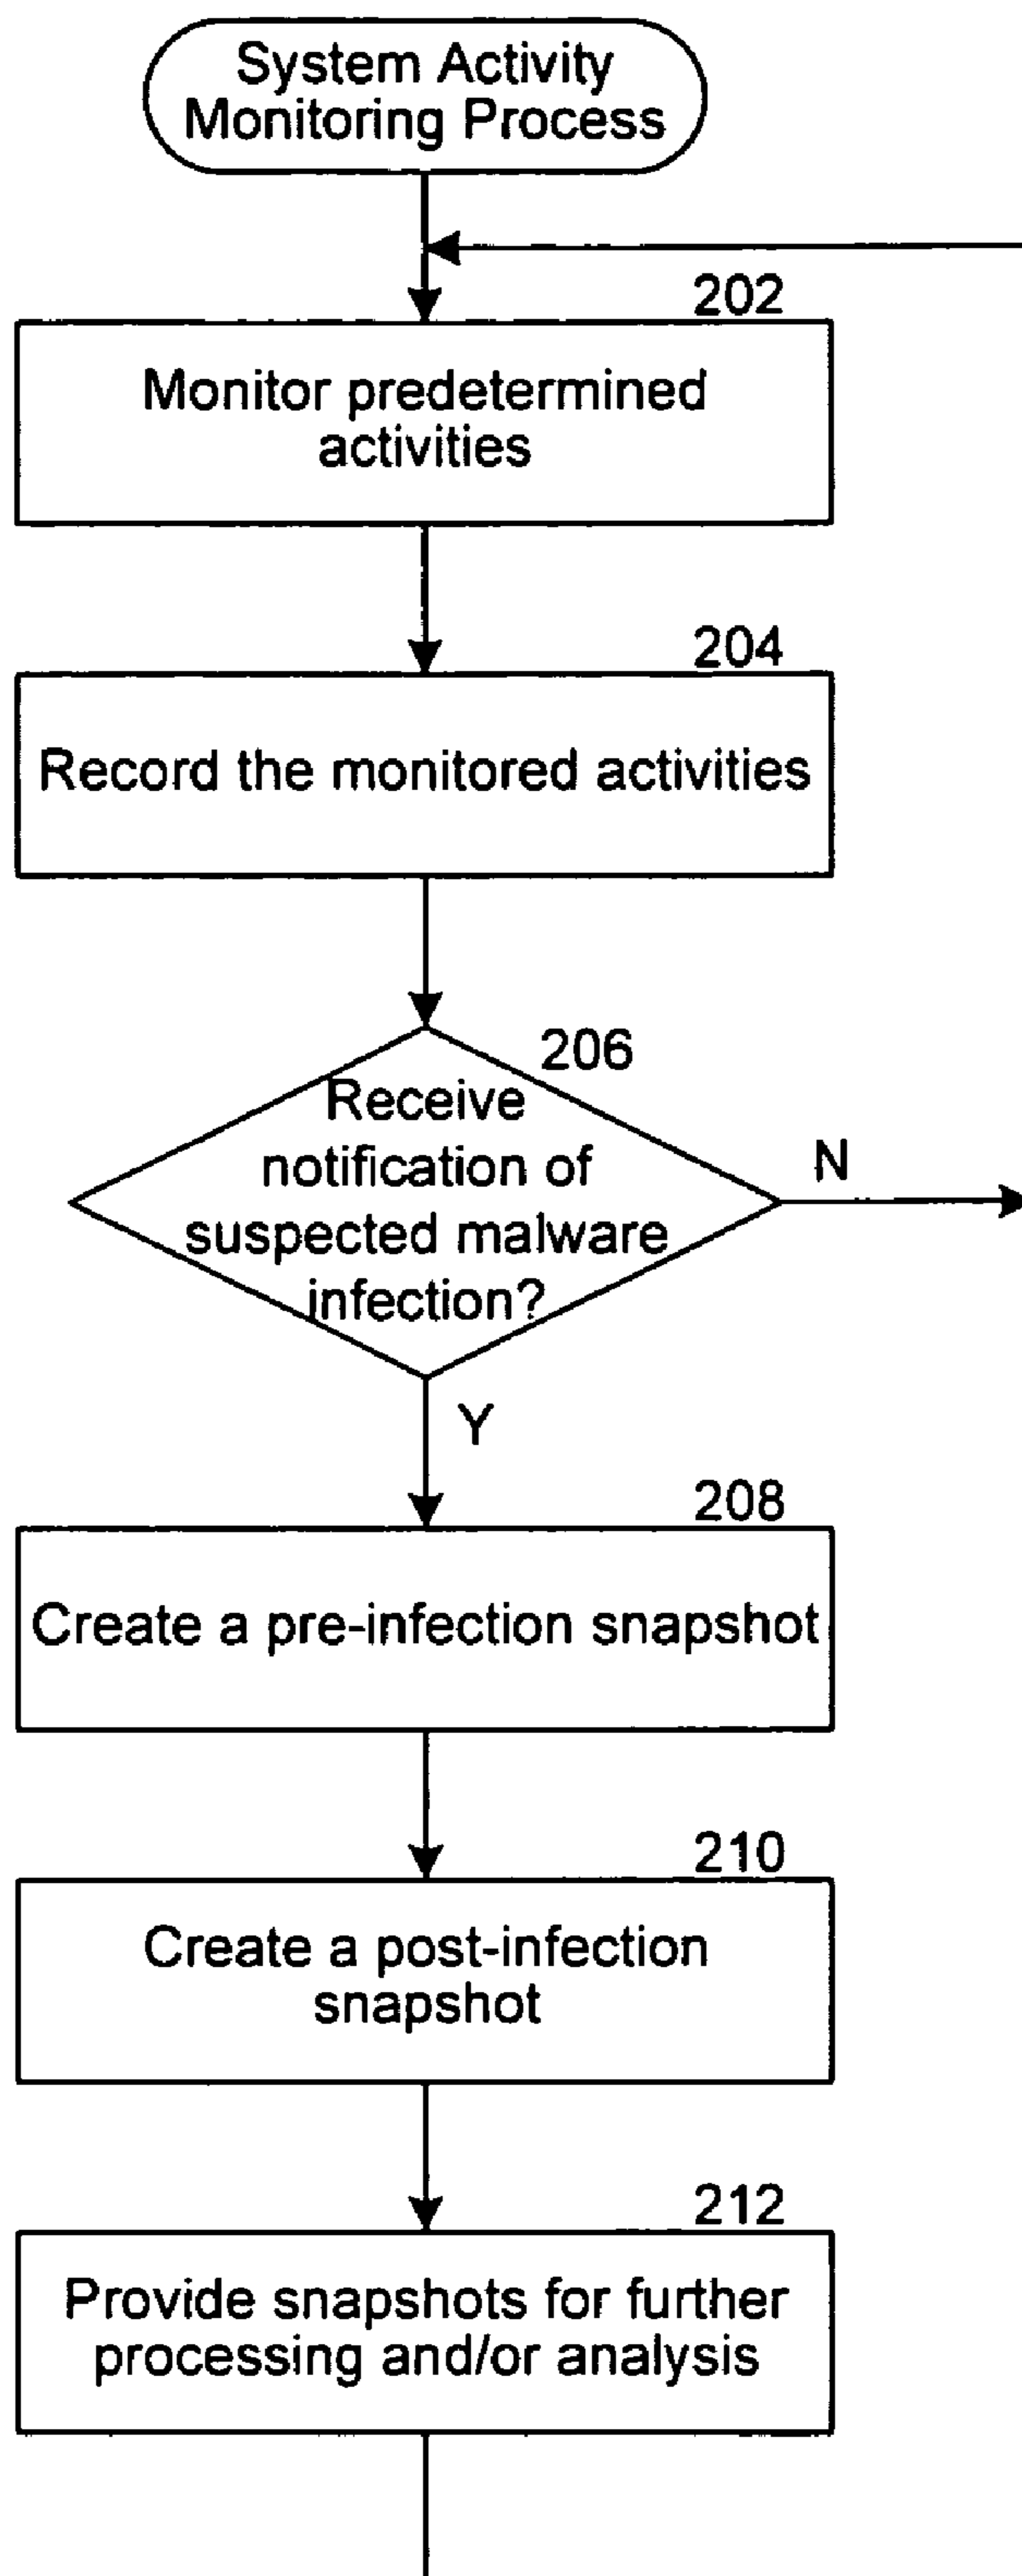 System Activity
Monitoring Process
202
Monitor predetermined
activities
204
Record the monitored activities
206
Receive
notification of
suspected malware
infection?
N
Y
208
Create a pre-infection snapshot
210
Create a post-infection
snapshot
212
Provide snapshots for further
processing and/or analysis